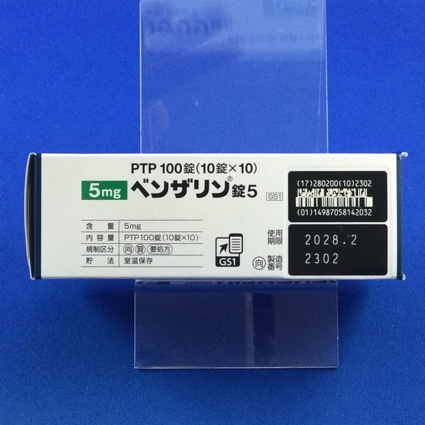 PTP 100錠(10錠×10)
5mg ベンザリン®錠5
GS1
含量 5mg
内容量 PTP100錠(10錠×10)
規制区分 向 習 要処方
貯法 室温保存
GS1
(17)280200(10)2302
(01)14987058142032
使用期限 2028.2
向 製造番号 2302